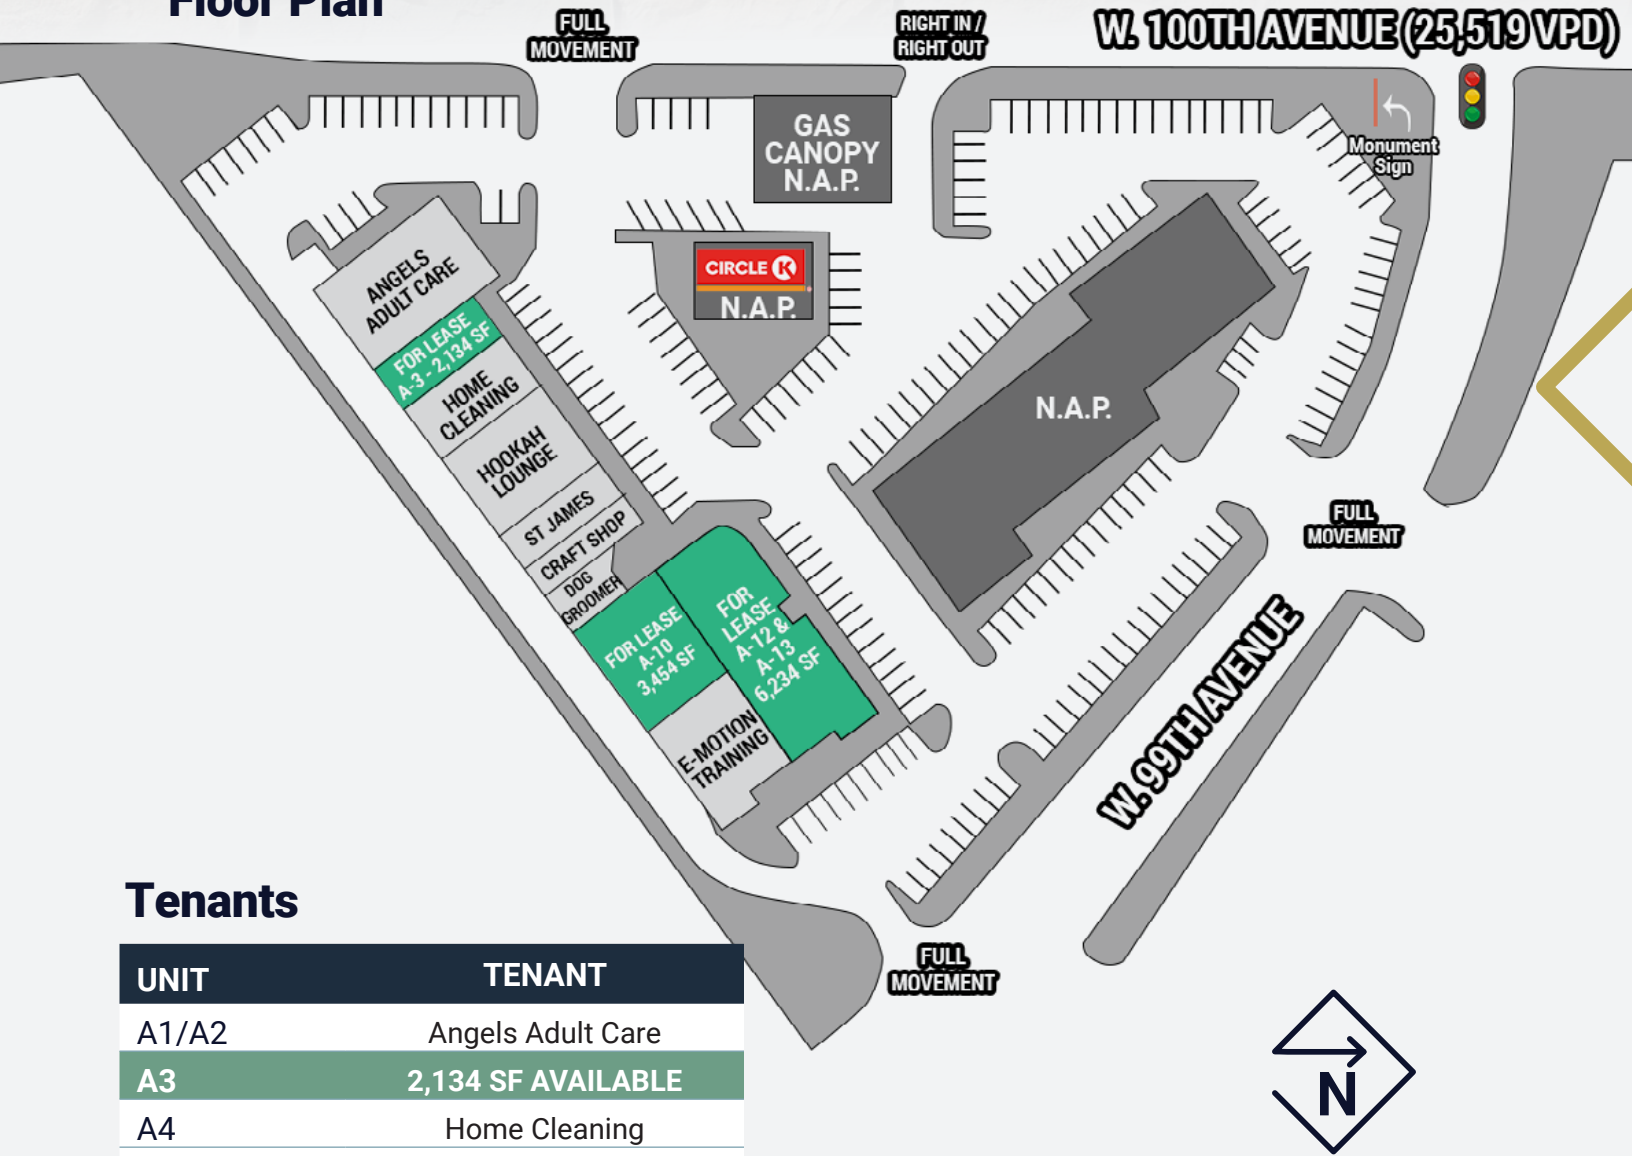 Floor Plan
FULL
MOVEMENT
RIGHT IN /
RIGHT OUT
W. 100TH AVENUE (25,519 VPD)
GAS
CANOPY
N.A.P.
Monument
Sign
ANGELS
ADULT CARE
CIRCLE K
N.A.P.
FOR LEASE
A-3 - 2,134 SF
HOME
CLEANING
N.A.P.
HOOKAH
LOUNGE
ST JAMES
CRAFT SHOP
DOG
GROOMER
FULL
MOVEMENT
FOR LEASE
A-10
3,454 SF
FOR
LEASE
A-12 &
A-13
6,234 SF
E-MOTION
TRAINING
W. 99TH AVENUE
Tenants
FULL
MOVEMENT
UNIT TENANT
A1/A2 Angels Adult Care
A3 2,134 SF AVAILABLE
A4 Home Cleaning
N